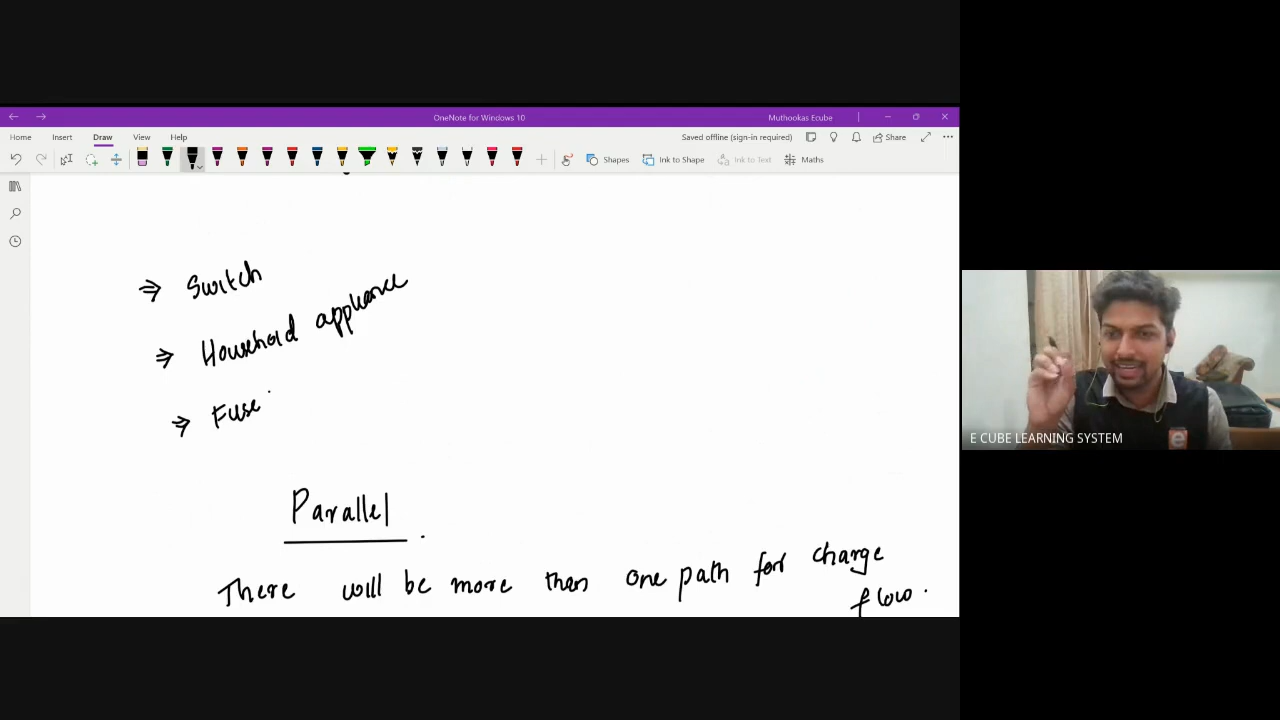 OneNote for Windows 10
Muthookas Ecube
Home Insert Draw View Help
Saved offline (sign-in required)
Share
Shapes
Ink to Shape
Ink to Text
Maths
⇒ Switch
⇒ Household appliance
⇒ Fuse
Parallel
There will be more than one path for charge
flow.
E CUBE LEARNING SYSTEM
e